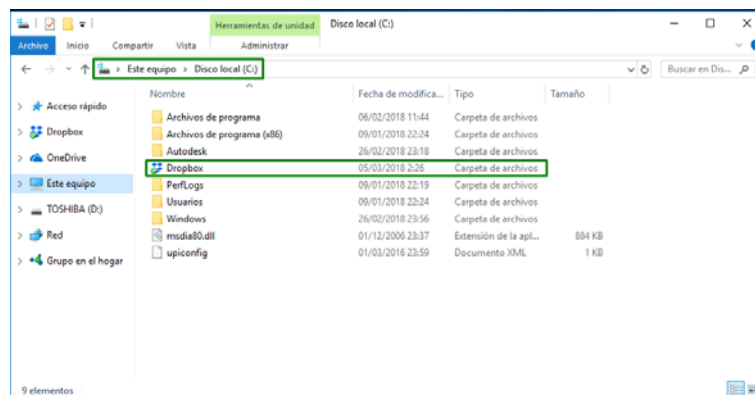 Herramientas de unidad Disco local (C:)
Archivo Inicio Compartir Vista Administrar
Este equipo > Disco local (C:) Buscar en Dis...
Nombre Fecha de modifica... Tipo Tamaño
Acceso rápido
Dropbox
OneDrive
Este equipo
TOSHIBA (D:)
Red
Grupo en el hogar
Archivos de programa 06/02/2018 11:44 Carpeta de archivos
Archivos de programa (x86) 09/01/2018 22:24 Carpeta de archivos
Autodesk 26/02/2018 23:18 Carpeta de archivos
Dropbox 05/03/2018 2:26 Carpeta de archivos
PerfLogs 09/01/2018 22:19 Carpeta de archivos
Usuarios 09/01/2018 22:24 Carpeta de archivos
Windows 26/02/2018 23:56 Carpeta de archivos
msdia80.dll 01/12/2006 23:37 Extensión de la apl... 884 KB
upiconfig 01/03/2016 23:59 Documento XML 1 KB
9 elementos